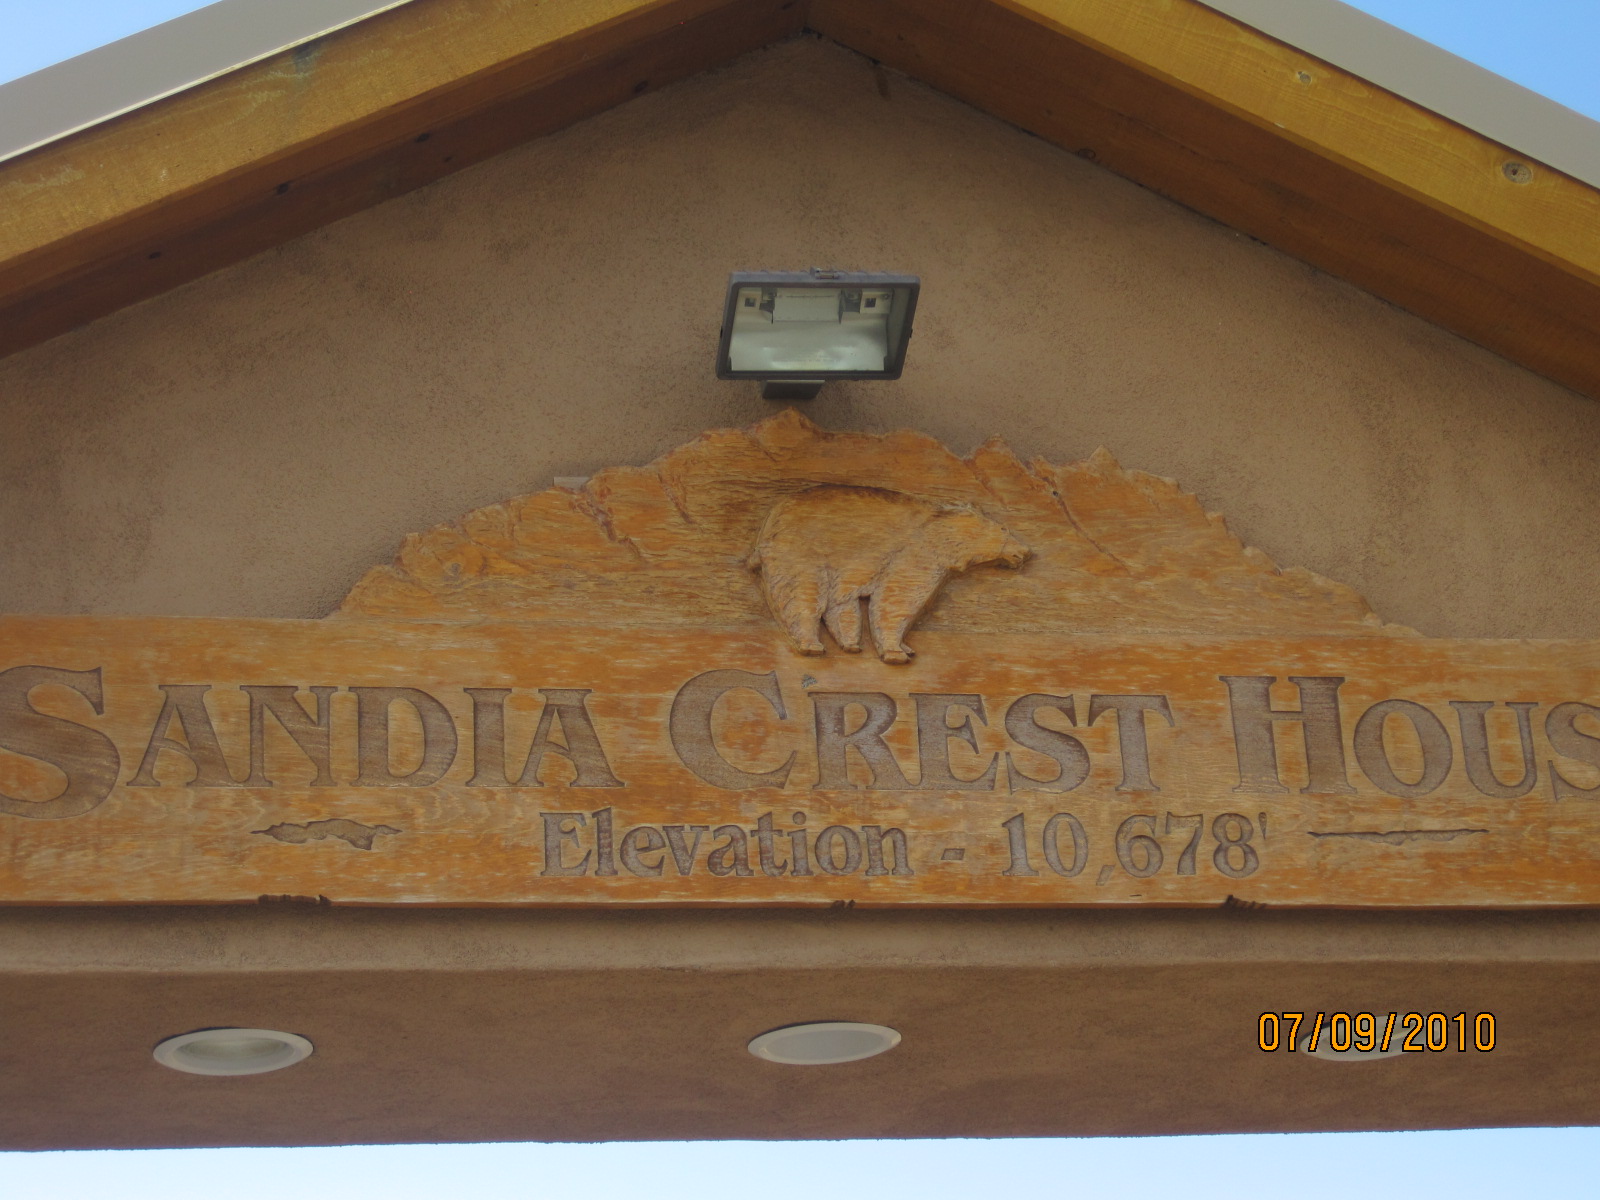 SANDIA CREST HOUS
Elevation - 10,678'
07/09/2010